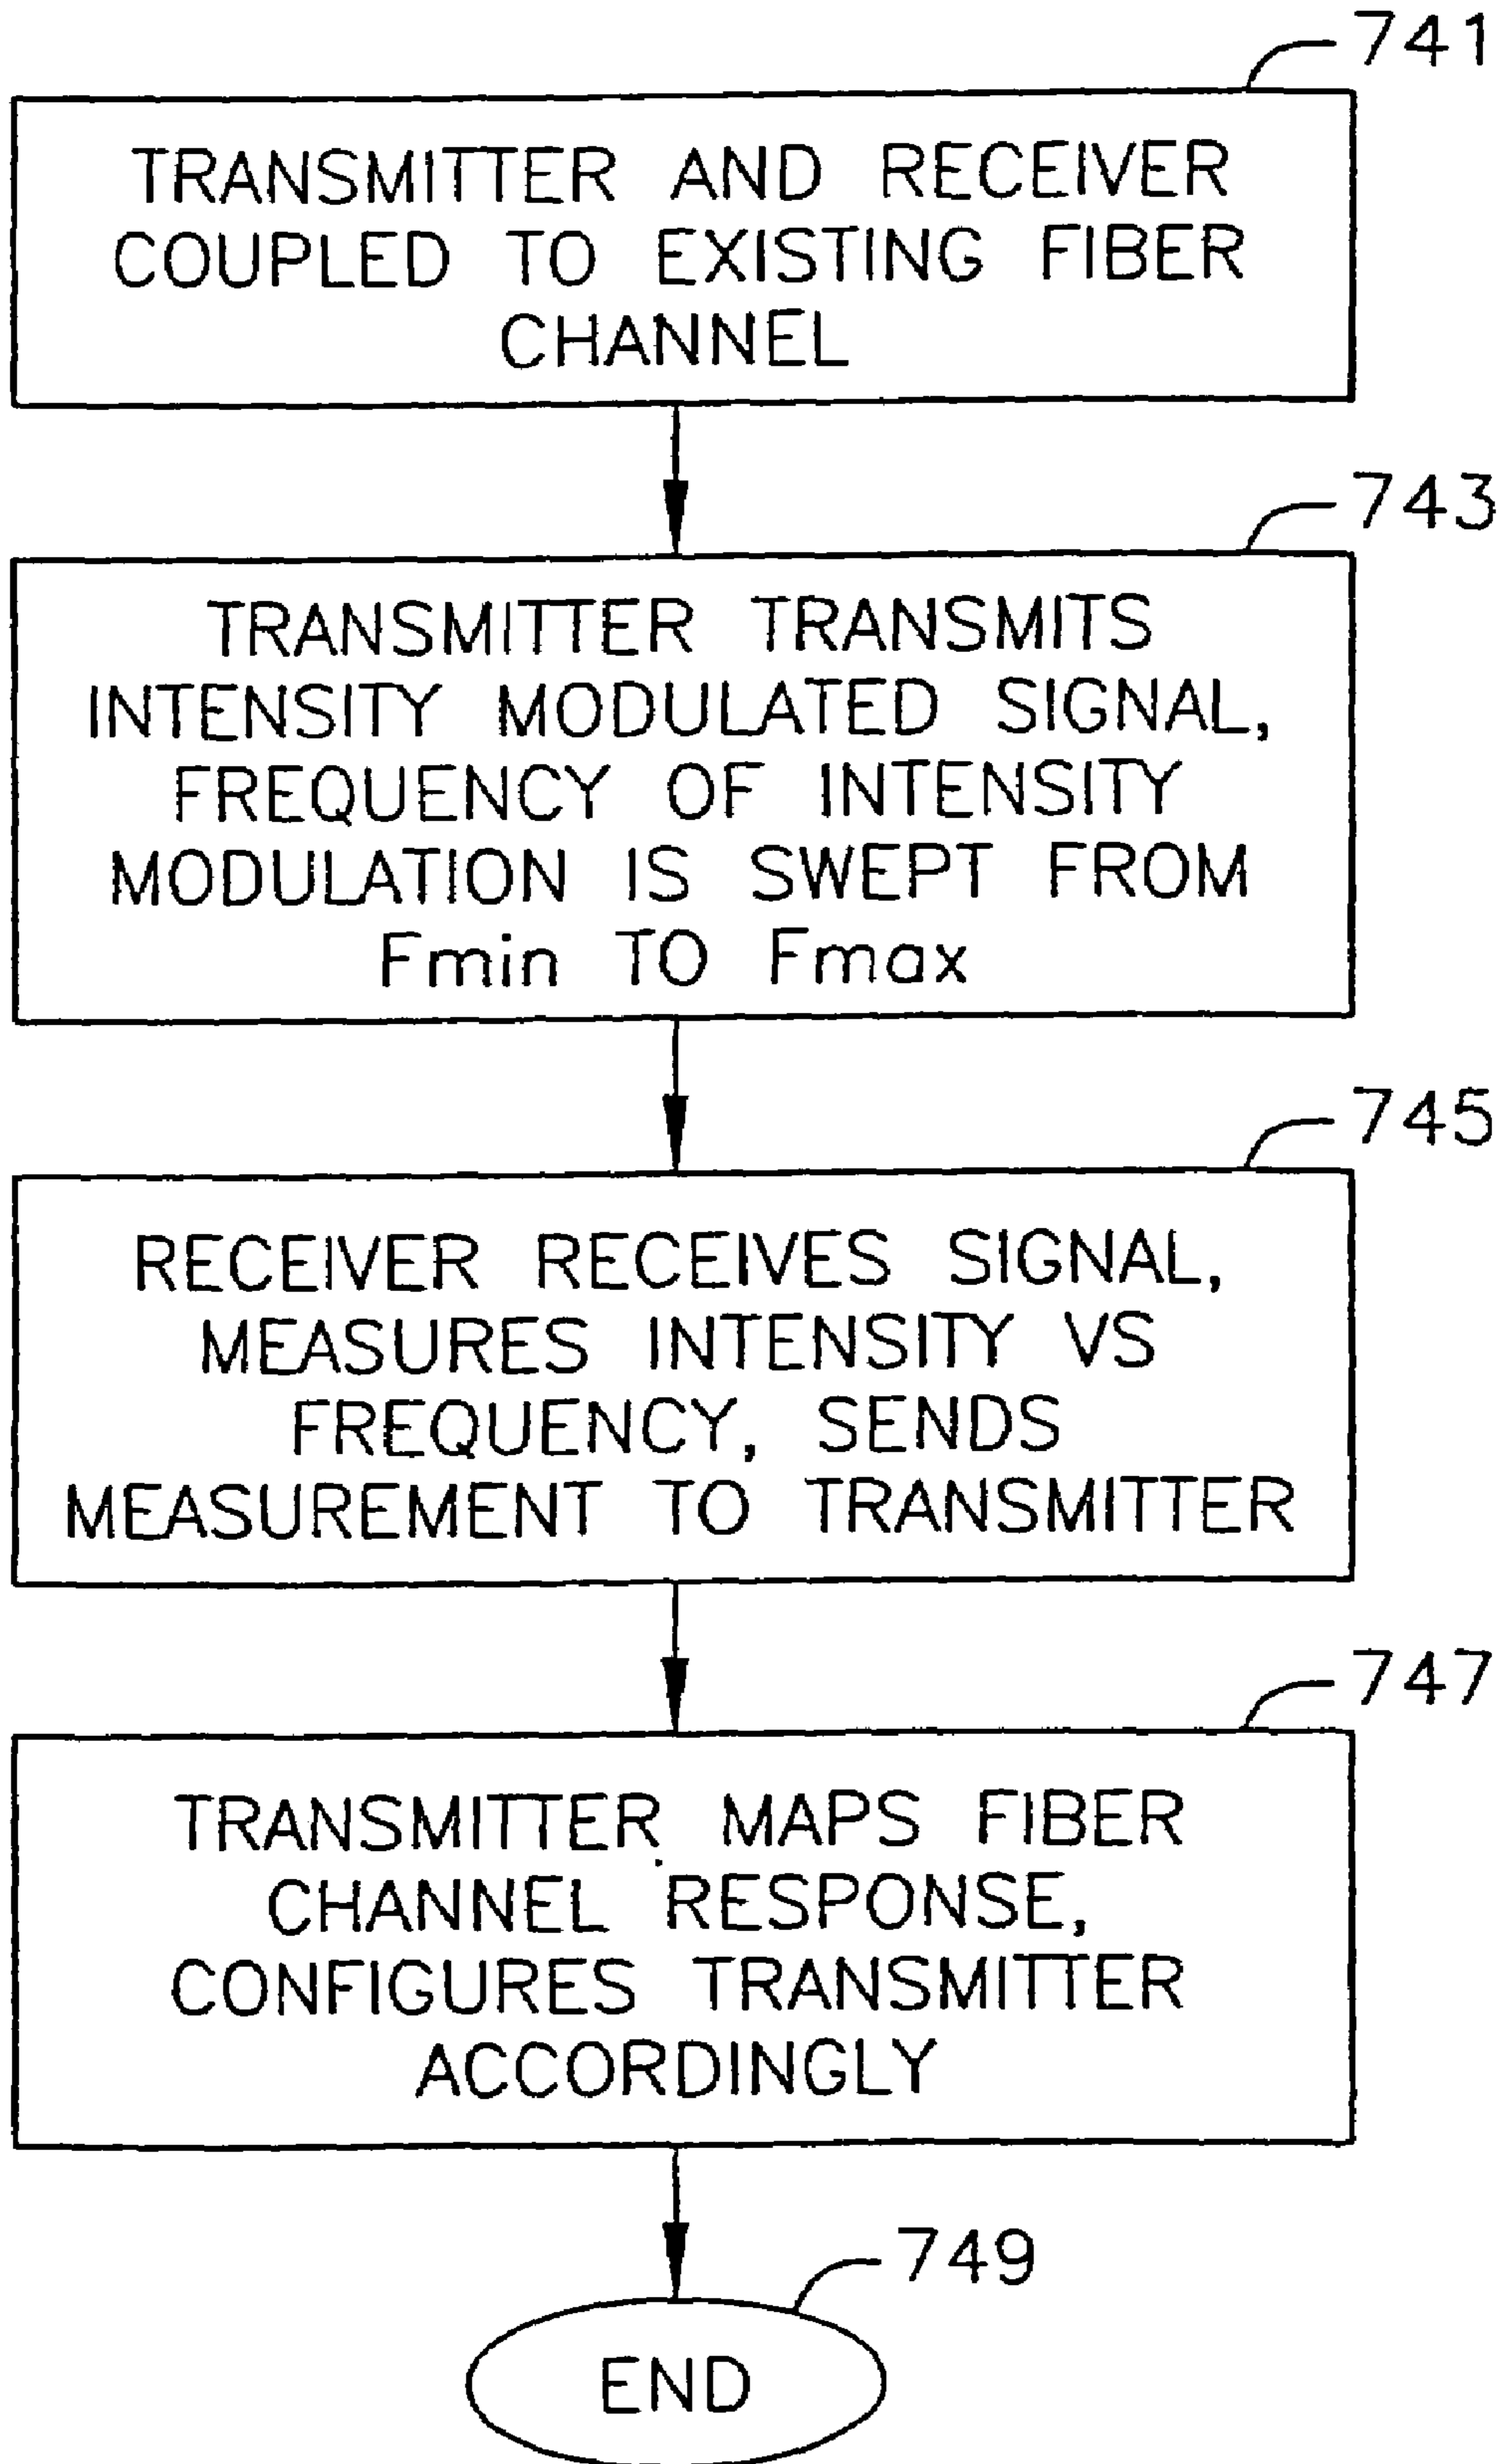 741
TRANSMITTER AND RECEIVER
COUPLED TO EXISTING FIBER
CHANNEL
743
TRANSMITTER TRANSMITS
INTENSITY MODULATED SIGNAL,
FREQUENCY OF INTENSITY
MODULATION IS SWEPT FROM
Fmin TO Fmax
745
RECEIVER RECEIVES SIGNAL,
MEASURES INTENSITY VS
FREQUENCY, SENDS
MEASUREMENT TO TRANSMITTER
747
TRANSMITTER MAPS FIBER
CHANNEL RESPONSE,
CONFIGURES TRANSMITTER
ACCORDINGLY
749
END